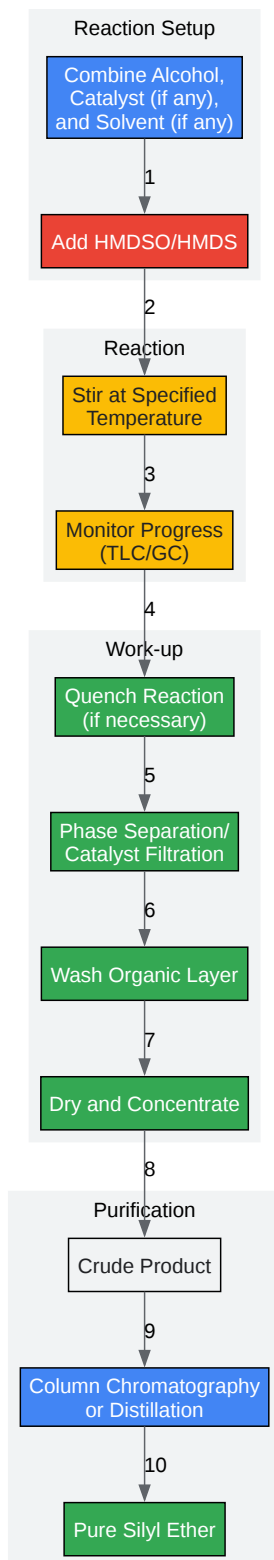 Reaction Setup
Combine Alcohol,
Catalyst (if any),
and Solvent (if any)
1
Add HMDSO/HMDS
2
Reaction
Stir at Specified
Temperature
3
Monitor Progress
(TLC/GC)
4
Work-up
Quench Reaction
(if necessary)
5
Phase Separation/
Catalyst Filtration
6
Wash Organic Layer
7
Dry and Concentrate
8
Purification
Crude Product
9
Column Chromatography
or Distillation
10
Pure Silyl Ether